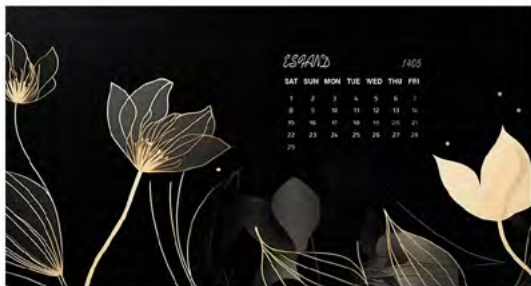 ESFAND 1405
SAT SUN MON TUE WED THU FRI
1 2 3 4 5 6 7
8 9 10 11 12 13 14
15 16 17 18 19 20 21
22 23 24 25 26 27 28
29